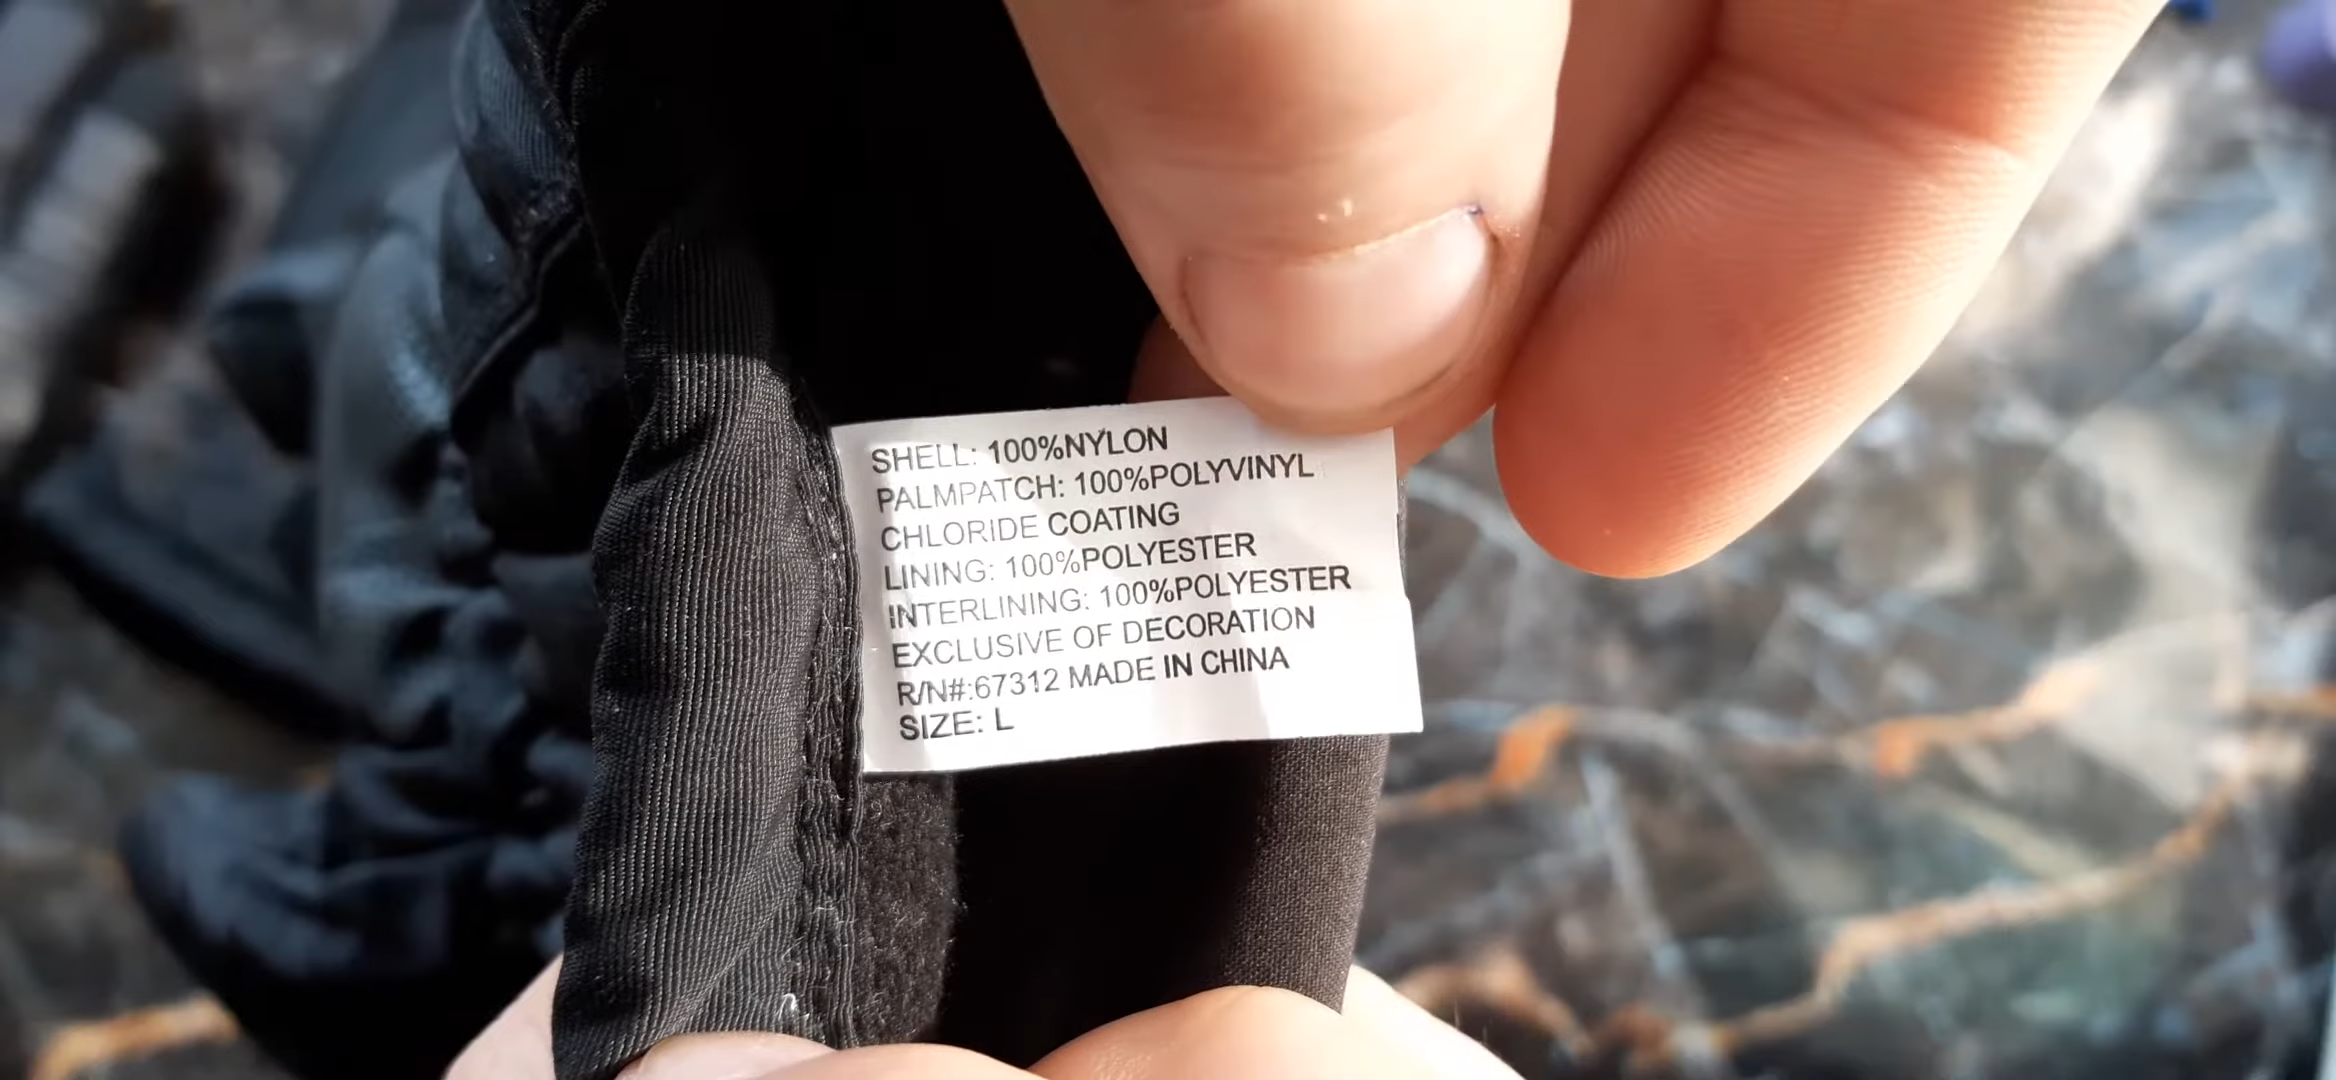 SHELL: 100%NYLON
PALMPATCH: 100%POLYVINYL
CHLORIDE COATING
LINING: 100%POLYESTER
INTERLINING: 100%POLYESTER
EXCLUSIVE OF DECORATION
R/N#:67312 MADE IN CHINA
SIZE: L